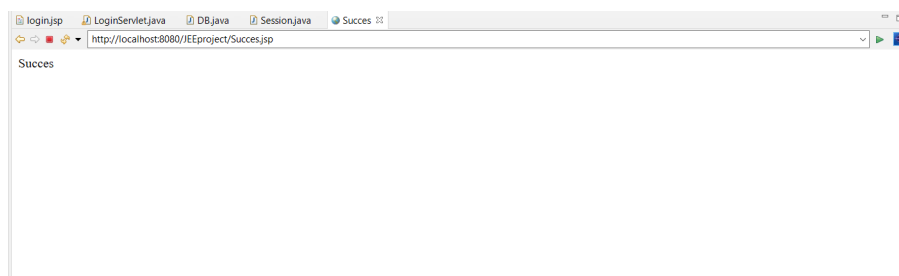 login.jsp LoginServlet.java DB.java Session.java Succes
http://localhost:8080/JEEproject/Succes.jsp
Succes